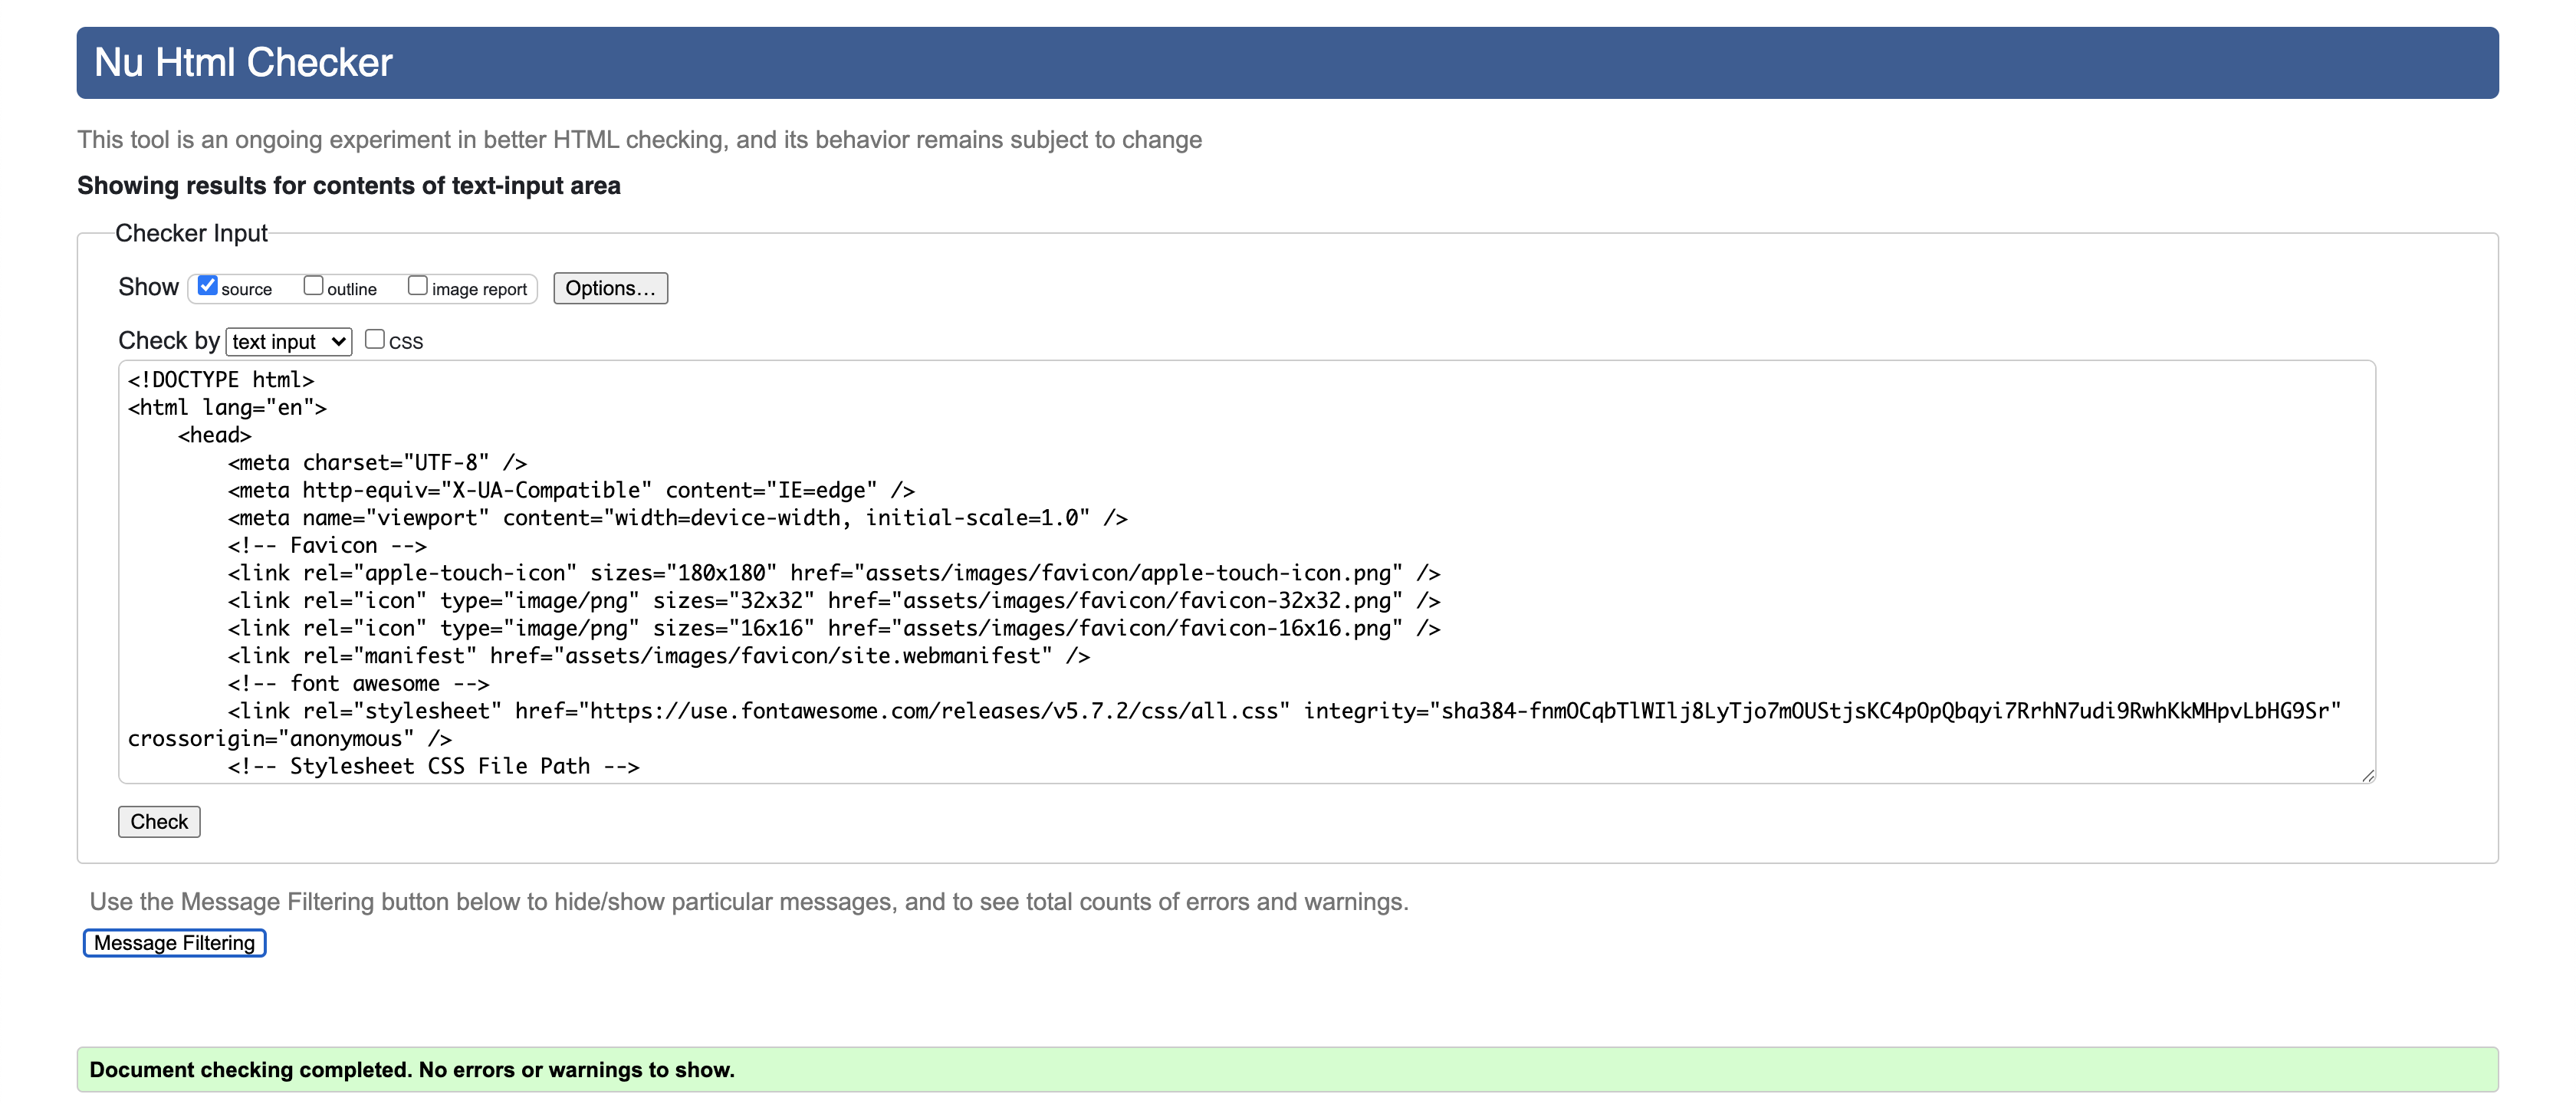 Nu Html Checker
This tool is an ongoing experiment in better HTML checking, and its behavior remains subject to change
Showing results for contents of text-input area
Checker Input
Show source outline image report Options...
Check by text input CSS
<!DOCTYPE html>
<html lang="en">
    <head>
        <meta charset="UTF-8" />
        <meta http-equiv="X-UA-Compatible" content="IE=edge" />
        <meta name="viewport" content="width=device-width, initial-scale=1.0" />
        <!-- Favicon -->
        <link rel="apple-touch-icon" sizes="180x180" href="assets/images/favicon/apple-touch-icon.png" />
        <link rel="icon" type="image/png" sizes="32x32" href="assets/images/favicon/favicon-32x32.png" />
        <link rel="icon" type="image/png" sizes="16x16" href="assets/images/favicon/favicon-16x16.png" />
        <link rel="manifest" href="assets/images/favicon/site.webmanifest" />
        <!-- font awesome -->
        <link rel="stylesheet" href="https://use.fontawesome.com/releases/v5.7.2/css/all.css" integrity="sha384-fnmOCqbTlWIlj8LyTjo7mOUStjsKC4pOpQbqyi7RrhN7udi9RwhKkMHpvLbHG9Sr"
crossorigin="anonymous" />
        <!-- Stylesheet CSS File Path -->
Check
Use the Message Filtering button below to hide/show particular messages, and to see total counts of errors and warnings.
Message Filtering
Document checking completed. No errors or warnings to show.